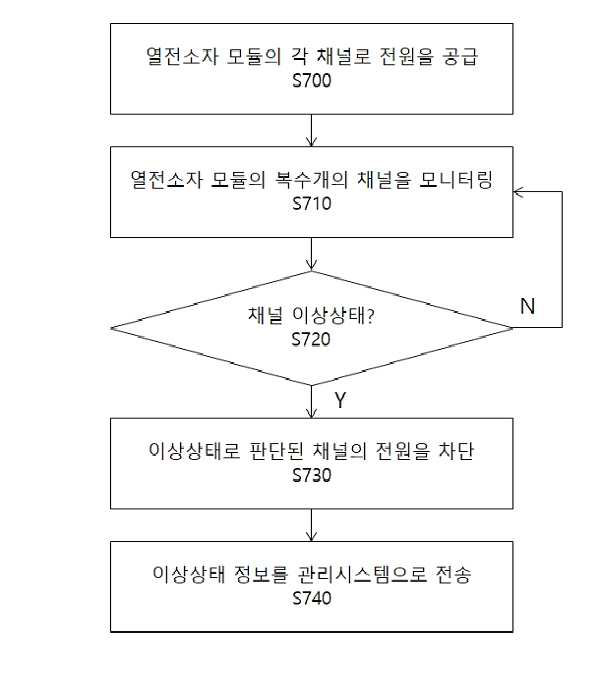 열전소자 모듈의 각 채널로 전원을 공급
S700
열전소자 모듈의 복수개의 채널을 모니터링
S710
채널 이상상태?
S720
N
Y
이상상태로 판단된 채널의 전원을 차단
S730
이상상태 정보를 관리시스템으로 전송
S740